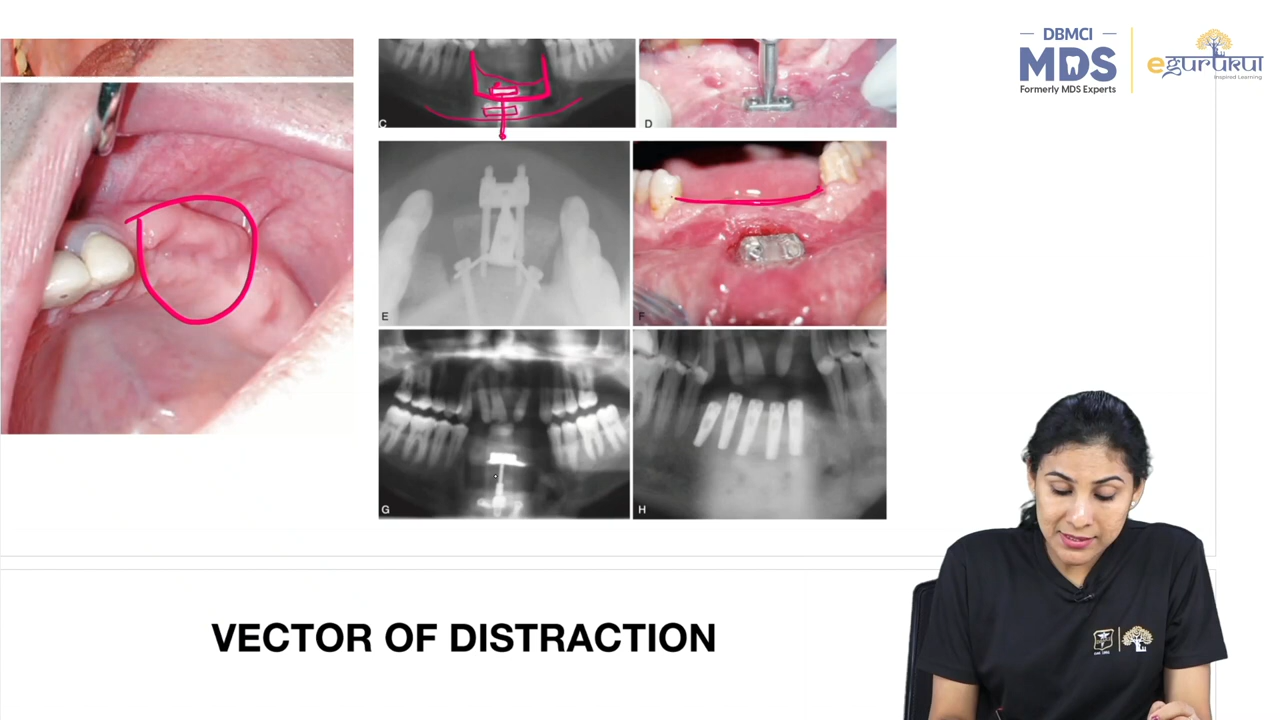 DBMCI
MDS
Formerly MDS Experts
egurukul
Inspired Learning
C
D
E
F
G
H
VECTOR OF DISTRACTION